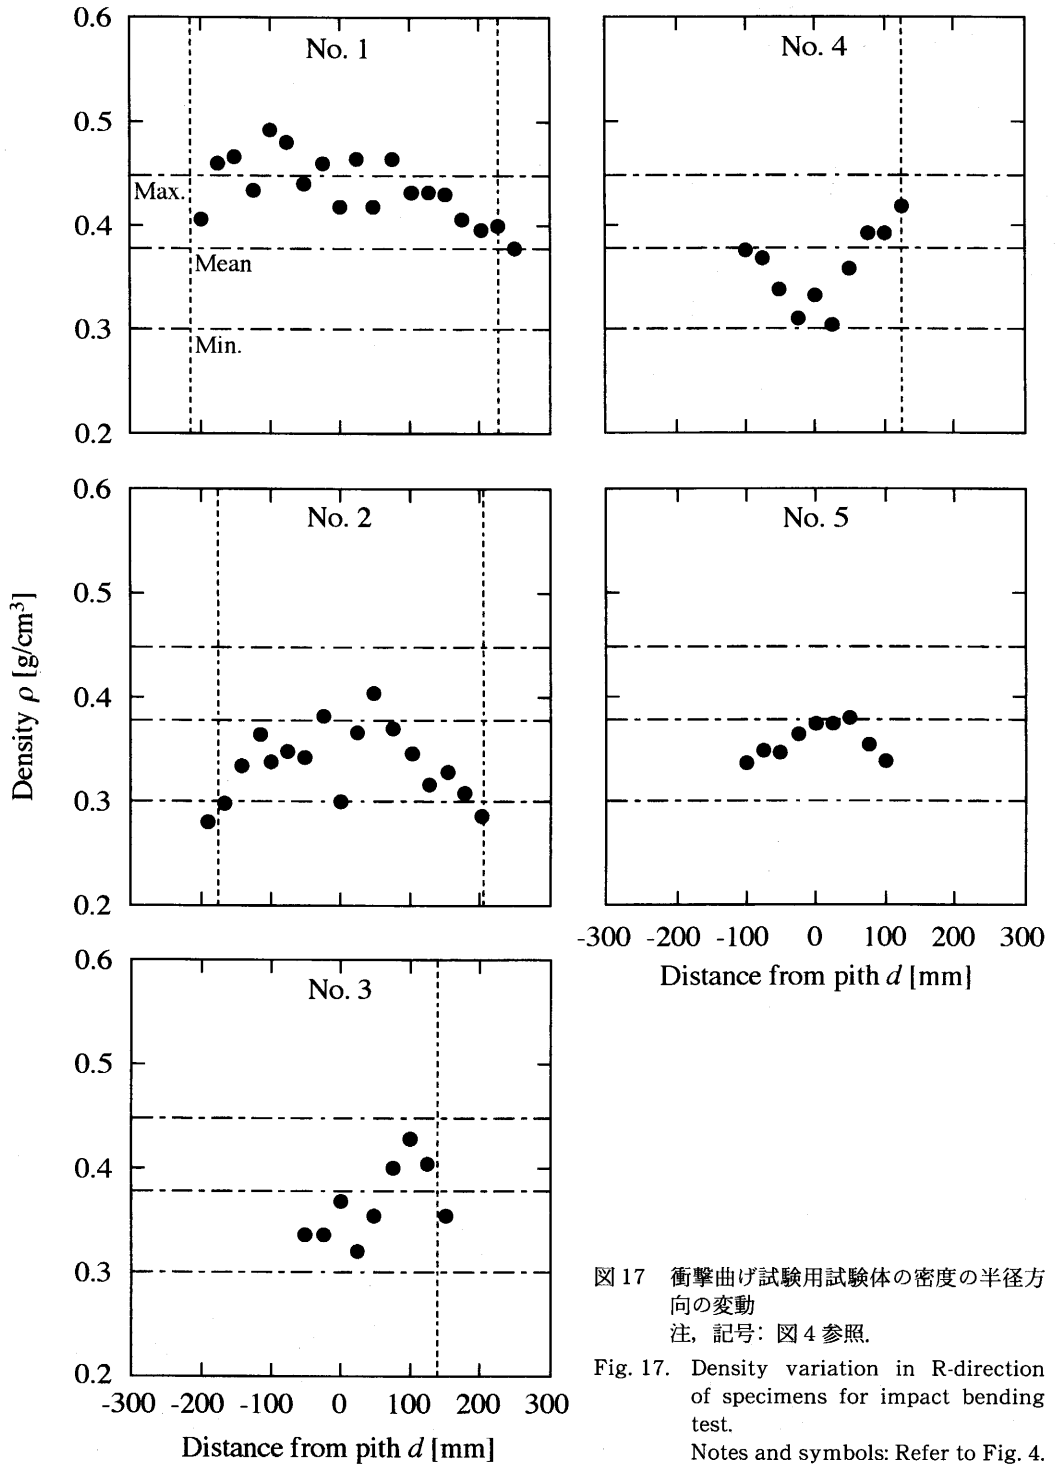 0.6
No. 1
0.5
Max.
0.4
Mean
0.3
Min.
0.2
No. 4
0.6
No. 2
0.5
0.4
0.3
0.2
Density ρ [g/cm³]
No. 5
-300 -200 -100 0 100 200 300
Distance from pith d [mm]
0.6
No. 3
0.5
0.4
0.3
0.2
-300 -200 -100 0 100 200 300
Distance from pith d [mm]
図 17 衝撃曲げ試験用試験体の密度の半径方
向の変動
注, 記号: 図 4 参照.
Fig. 17. Density variation in R-direction
of specimens for impact bending
test.
Notes and symbols: Refer to Fig. 4.